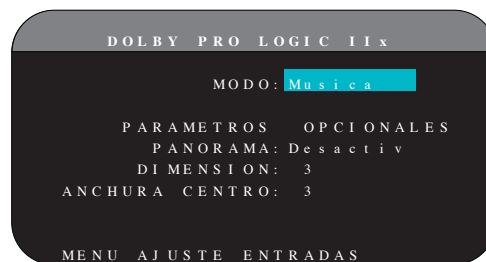 DOLBY PRO LOGIC IIx
MODO: Musica
PARAMETROS OPCIONALES
PANORAMA: Desactiv
DIMENSION: 3
ANCHURA CENTRO: 3
MENU AJUSTE ENTRADAS